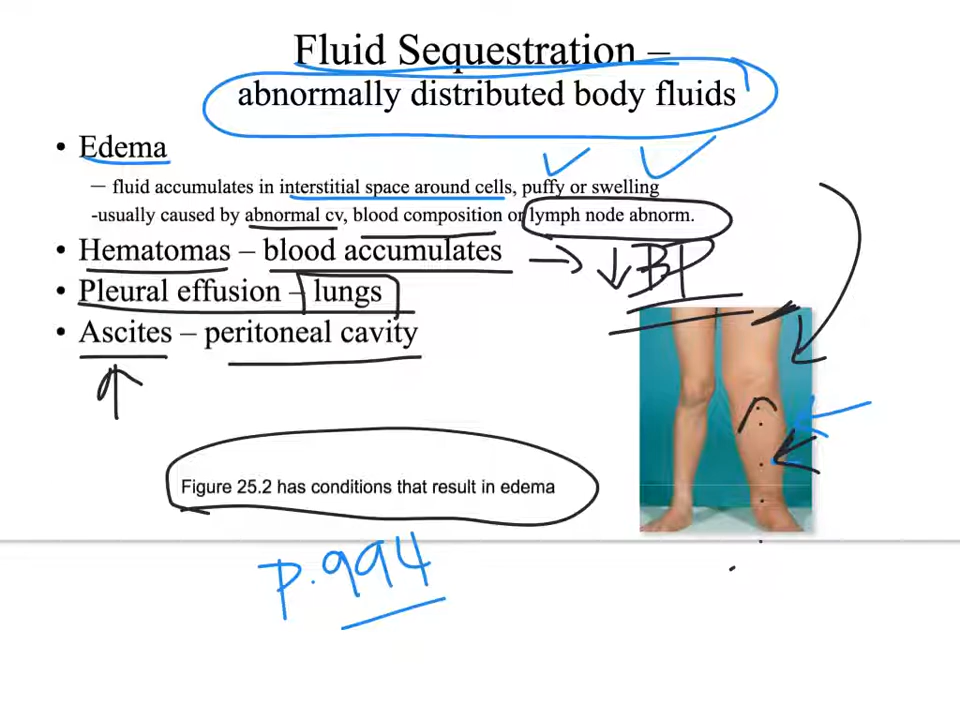 Fluid Sequestration –
abnormally distributed body fluids
• Edema
– fluid accumulates in interstitial space around cells, puffy or swelling
-usually caused by abnormal cv, blood composition or lymph node abnorm.
• Hematomas – blood accumulates → ↓ BP
• Pleural effusion – lungs
• Ascites – peritoneal cavity
Figure 25.2 has conditions that result in edema
p.994